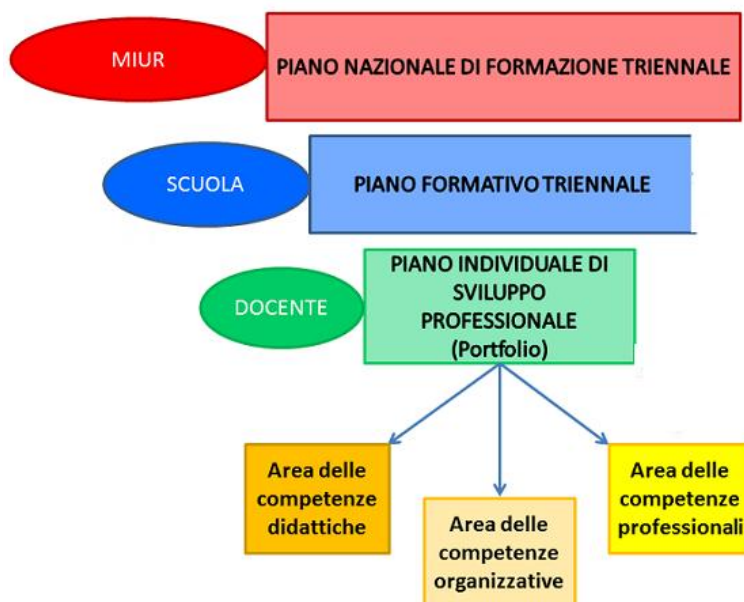 MIUR
PIANO NAZIONALE DI FORMAZIONE TRIENNALE
SCUOLA
PIANO FORMATIVO TRIENNALE
DOCENTE
PIANO INDIVIDUALE DI
SVILUPPO
PROFESSIONALE
(Portfolio)
Area delle
competenze
didattiche
Area delle
competenze
organizzative
Area delle
competenze
professionali